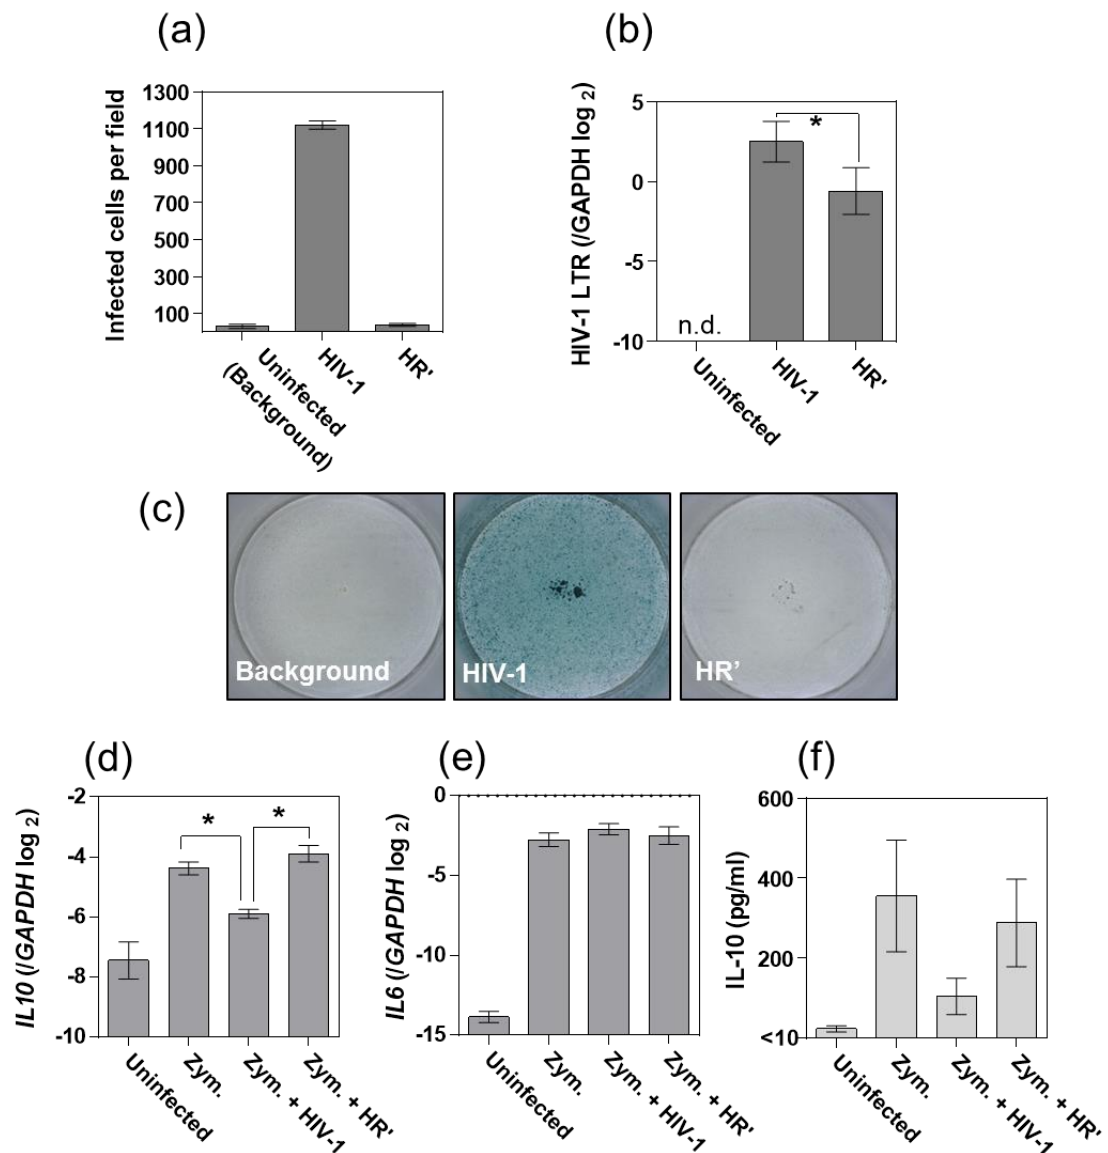 (a)
Infected cells per field
1300
1100
900
700
500
300
100
Uninfected
(Background)
HIV-1
HR'
(b)
HIV-1 LTR (/GAPDH log 2)
5
0
-5
-10
*
n.d.
Uninfected
HIV-1
HR'
(c)
Background
HIV-1
HR’
(d)
IL10 (/GAPDH log 2)
-2
-4
-6
-8
-10
*
*
Uninfected
Zym.
Zym. + HIV-1
Zym. + HR'
(e)
IL6 (/GAPDH log 2)
0
-5
-10
-15
Uninfected
Zym.
Zym. + HIV-1
Zym. + HR'
(f)
IL-10 (pg/ml)
600
400
200
<10
Uninfected
Zym.
Zym. + HIV-1
Zym. + HR'